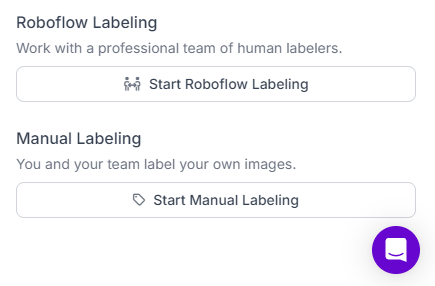 Roboflow Labeling
Work with a professional team of human labelers.
Start Roboflow Labeling
Manual Labeling
You and your team label your own images.
Start Manual Labeling